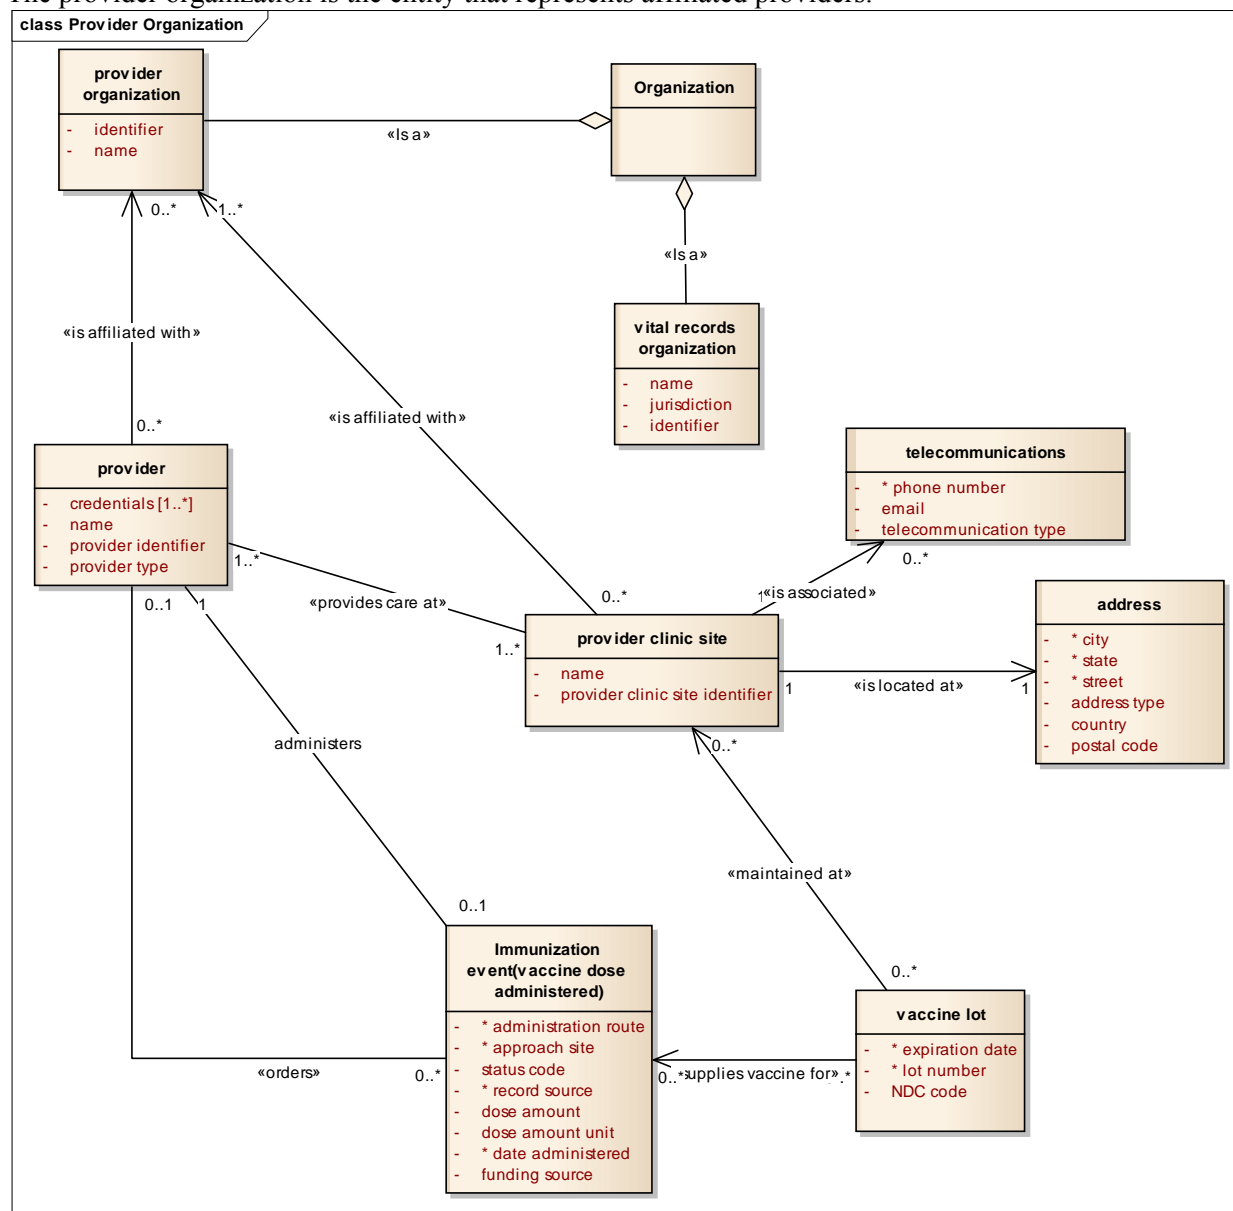 The provider organization is the entity that represents affiliated providers.
class Provider Organization
provider
organization
- identifier
- name
Organization
«Is a»
«Is a»
0..*
1..*
vital records
organization
- name
- jurisdiction
- identifier
«is affiliated with»
«is affiliated with»
0..*
provider
- credentials [1..*]
- name
- provider identifier
- provider type
telecommunications
- * phone number
- email
- telecommunication type
1..*
0..*
0..1
1
«provides care at»
0..*
1
«is associated»
1..*
provider clinic site
- name
- provider clinic site identifier
address
- * city
- * state
- * street
- address type
- country
- postal code
1
«is located at»
1
administers
0..*
«maintained at»
0..1
0..*
Immunization
event(vaccine dose
administered)
- * administration route
- * approach site
- status code
- * record source
- dose amount
- dose amount unit
- * date administered
- funding source
vaccine lot
- * expiration date
- * lot number
- NDC code
«orders»
0..*
0..*
supplies vaccine for»
..*